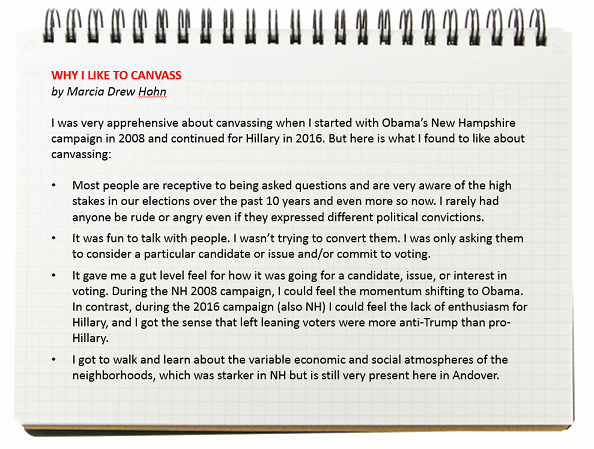 WHY I LIKE TO CANVASS
by Marcia Drew Hohn
I was very apprehensive about canvassing when I started with Obama's New Hampshire
campaign in 2008 and continued for Hillary in 2016. But here is what I found to like about
canvassing:
• Most people are receptive to being asked questions and are very aware of the high
stakes in our elections over the past 10 years and even more so now. I rarely had
anyone be rude or angry even if they expressed different political convictions.
• It was fun to talk with people. I wasn't trying to convert them. I was only asking them
to consider a particular candidate or issue and/or commit to voting.
• It gave me a gut level feel for how it was going for a candidate, issue, or interest in
voting. During the NH 2008 campaign, I could feel the momentum shifting to Obama.
In contrast, during the 2016 campaign (also NH) I could feel the lack of enthusiasm for
Hillary, and I got the sense that left leaning voters were more anti-Trump than pro-
Hillary.
• I got to walk and learn about the variable economic and social atmospheres of the
neighborhoods, which was starker in NH but is still very present here in Andover.